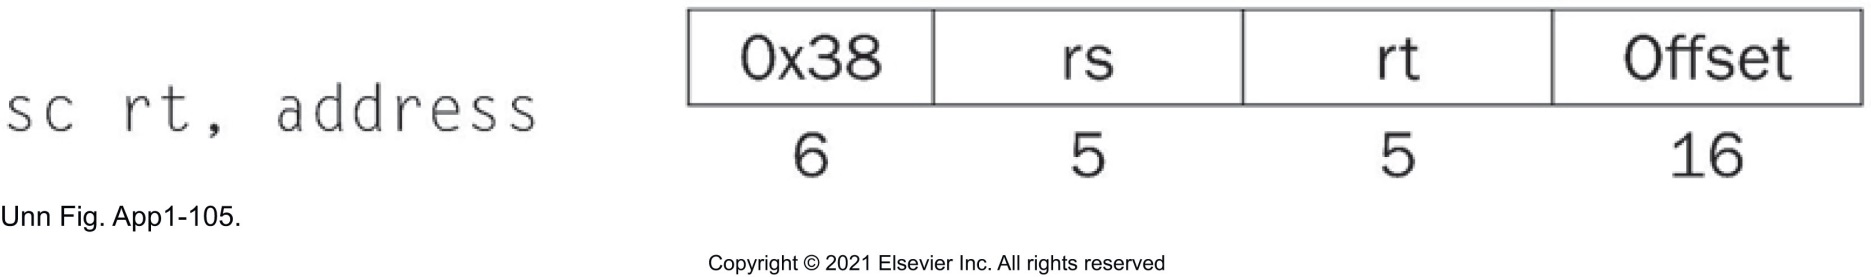 sc rt, address
0x38 rs rt Offset
6 5 5 16
Unn Fig. App1-105.
Copyright © 2021 Elsevier Inc. All rights reserved